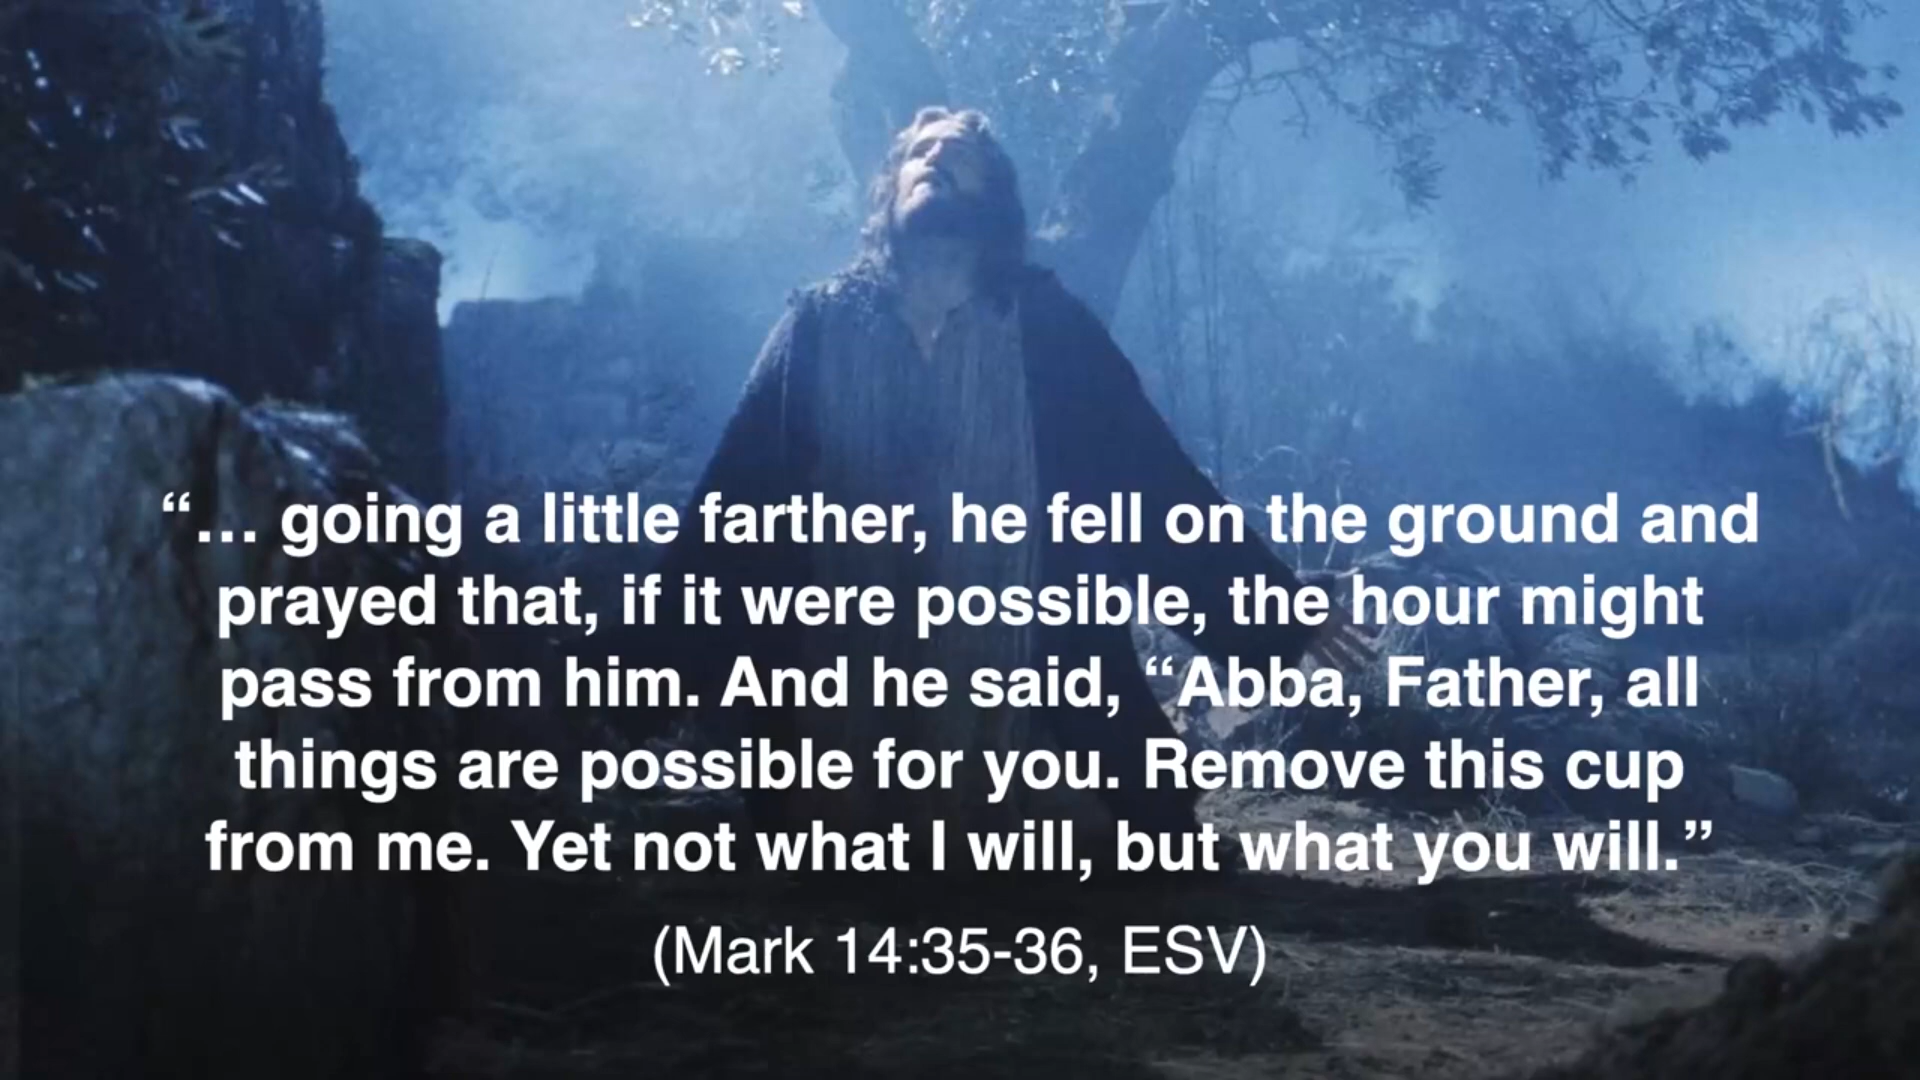 “… going a little farther, he fell on the ground and
prayed that, if it were possible, the hour might
pass from him. And he said, “Abba, Father, all
things are possible for you. Remove this cup
from me. Yet not what I will, but what you will.”
(Mark 14:35-36, ESV)